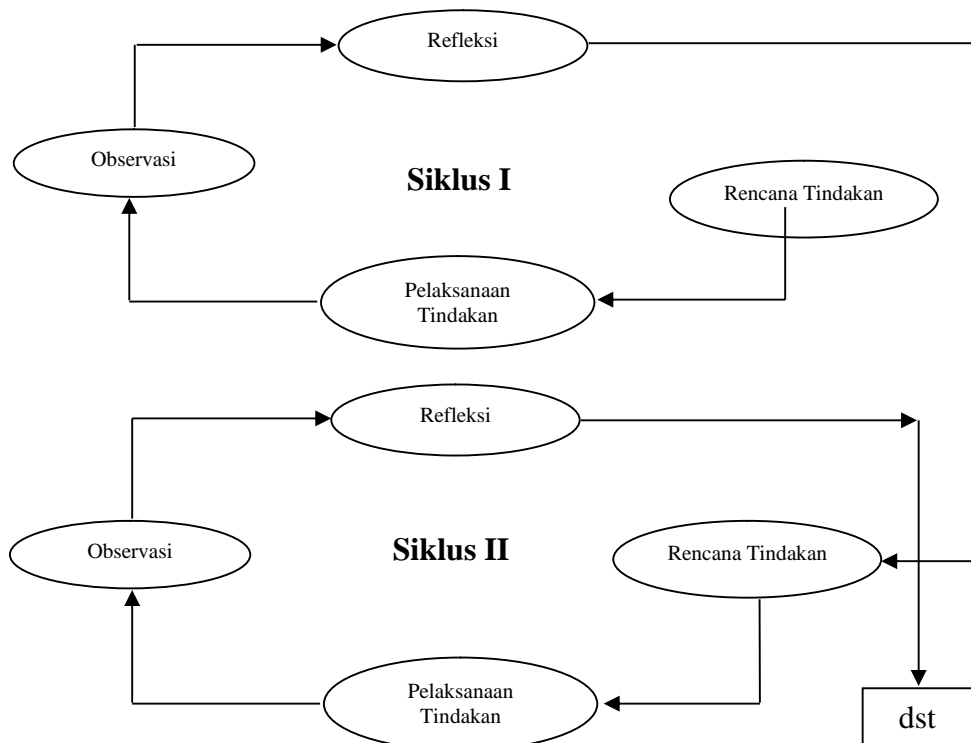 Refleksi
Observasi
Siklus I
Rencana Tindakan
Pelaksanaan
Tindakan
Refleksi
Observasi
Siklus II
Rencana Tindakan
Pelaksanaan
Tindakan
dst